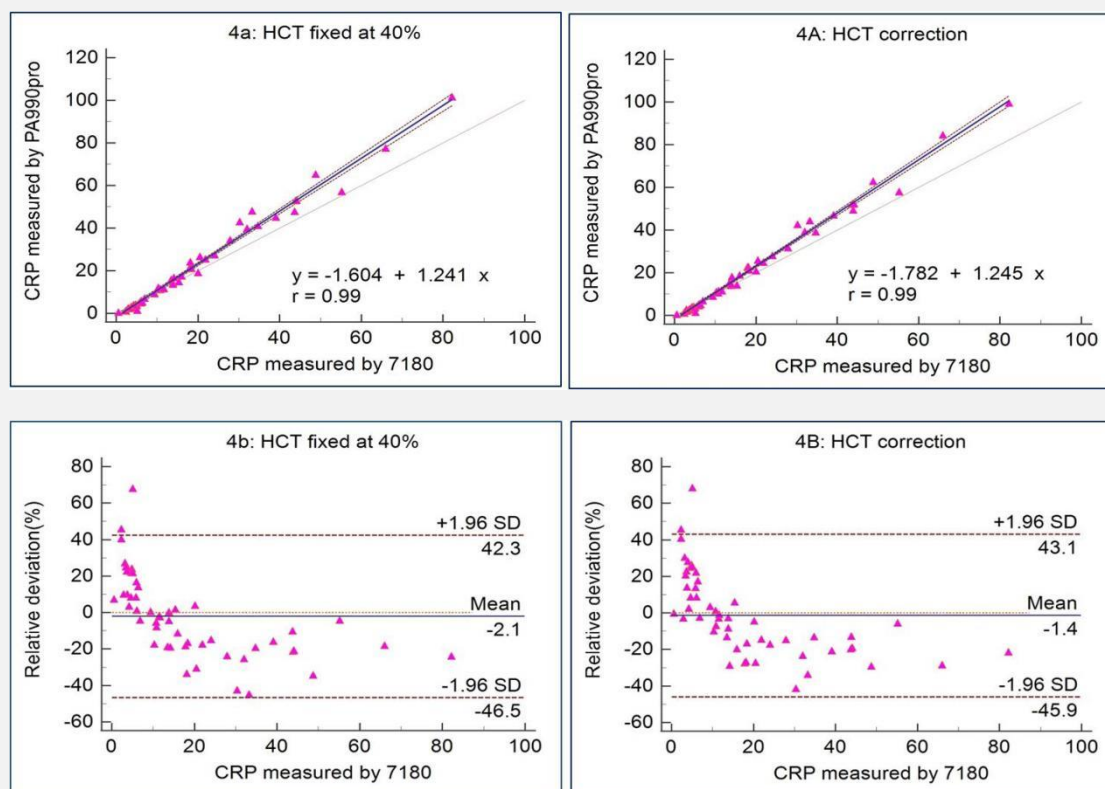 4a: HCT fixed at 40%
120
100
80
60
40
20
0
CRP measured by PA990pro
y = -1.604 + 1.241 x
r = 0.99
0 20 40 60 80 100
CRP measured by 7180
4A: HCT correction
120
100
80
60
40
20
0
CRP measured by PA990pro
y = -1.782 + 1.245 x
r = 0.99
0 20 40 60 80 100
CRP measured by 7180
4b: HCT fixed at 40%
80
60
40
20
0
-20
-40
-60
Relative deviation(%)
+1.96 SD
42.3
Mean
-2.1
-1.96 SD
-46.5
0 20 40 60 80 100
CRP measured by 7180
4B: HCT correction
80
60
40
20
0
-20
-40
-60
Relative deviation(%)
+1.96 SD
43.1
Mean
-1.4
-1.96 SD
-45.9
0 20 40 60 80 100
CRP measured by 7180